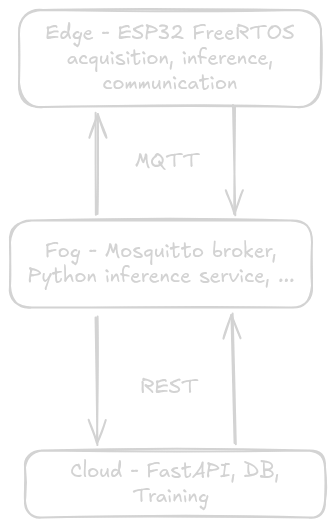 Edge - ESP32 FreeRTOS
acquisition, inference,
communication
MQTT
Fog - Mosquitto broker,
Python inference service, ...
REST
Cloud - FastAPI, DB,
Training